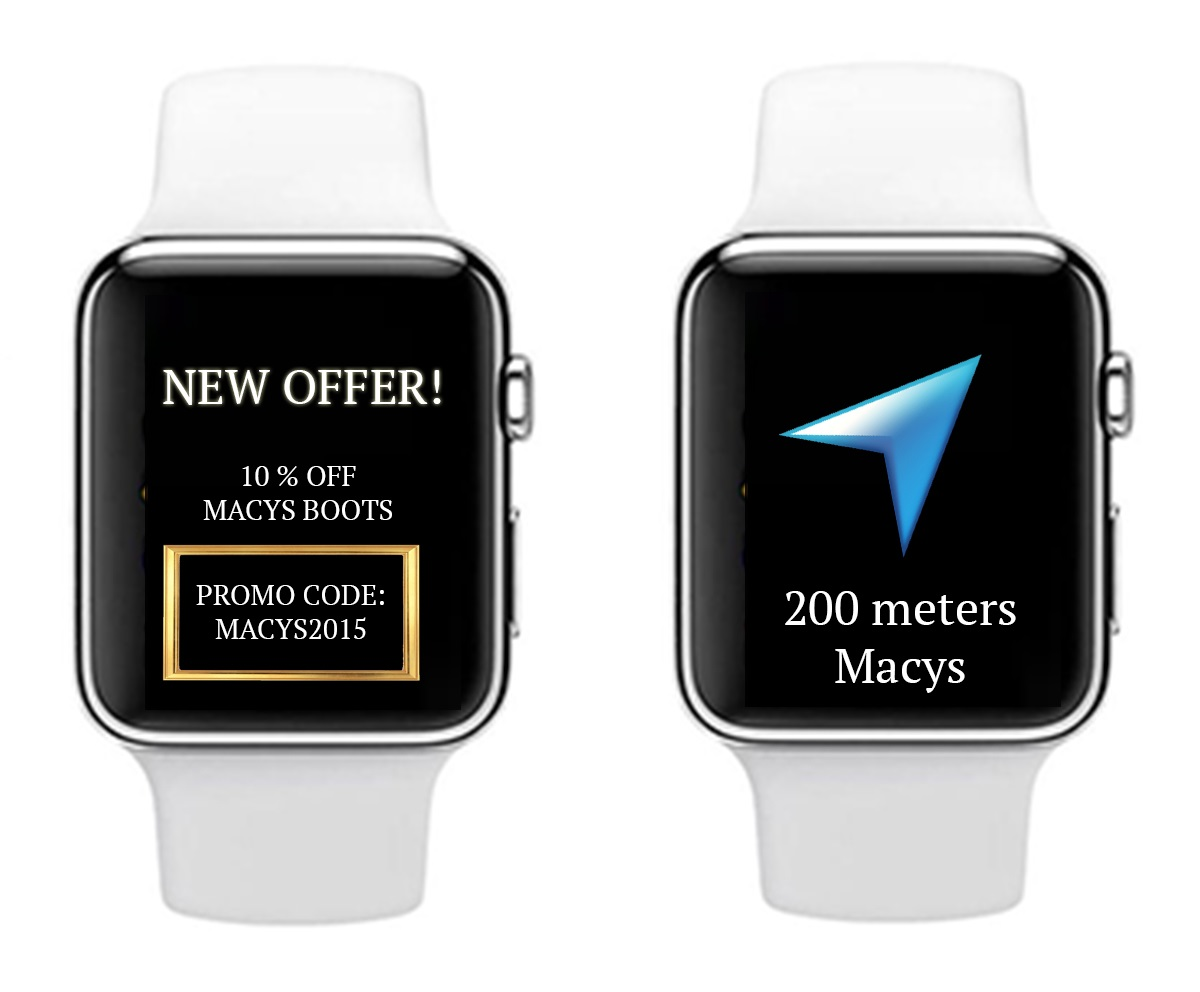 NEW OFFER!
10 % OFF
MACYS BOOTS
PROMO CODE:
MACYS2015
200 meters
Macys